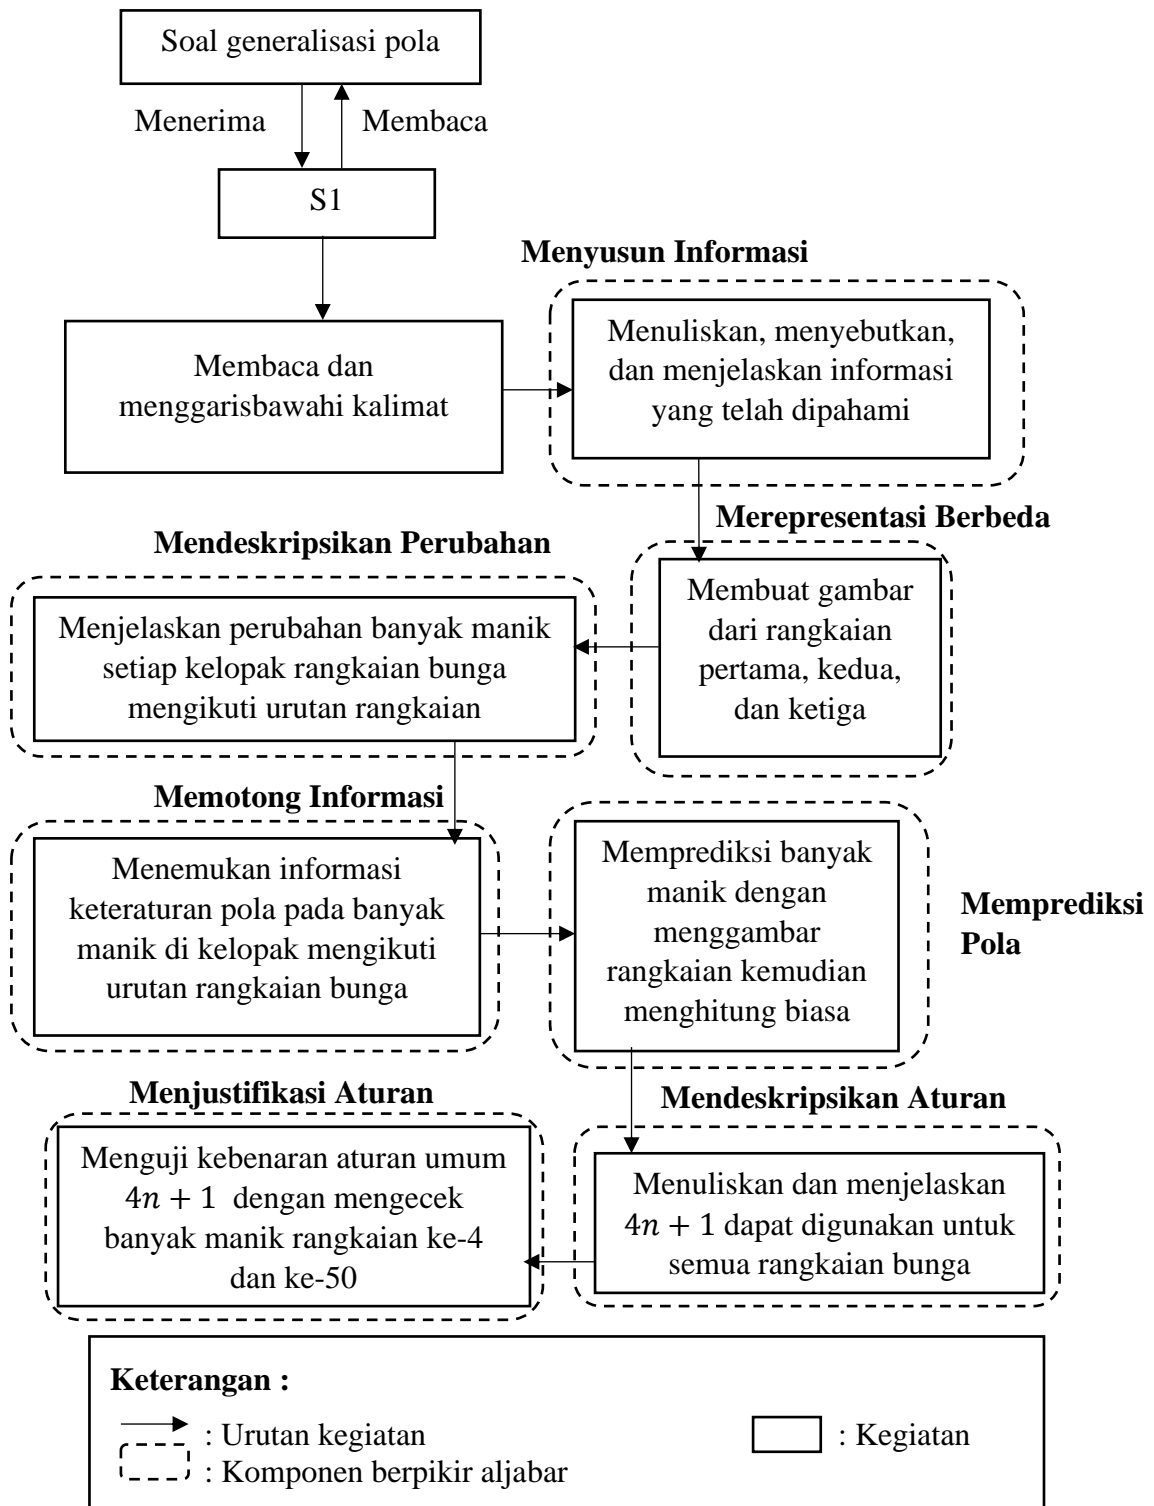 Soal generalisasi pola
Menerima
Membaca
S1
Menyusun Informasi
Membaca dan
menggarisbawahi kalimat
Menuliskan, menyebutkan,
dan menjelaskan informasi
yang telah dipahami
Merepresentasi Berbeda
Membuat gambar
dari rangkaian
pertama, kedua,
dan ketiga
Mendeskripsikan Perubahan
Menjelaskan perubahan banyak manik
setiap kelopak rangkaian bunga
mengikuti urutan rangkaian
Memotong Informasi
Menemukan informasi
keteraturan pola pada banyak
manik di kelopak mengikuti
urutan rangkaian bunga
Memprediksi banyak
manik dengan
menggambar
rangkaian kemudian
menghitung biasa
Memprediksi
Pola
Mendeskripsikan Aturan
Menuliskan dan menjelaskan
4n + 1 dapat digunakan untuk
semua rangkaian bunga
Menjustifikasi Aturan
Menguji kebenaran aturan umum
4n + 1 dengan mengecek
banyak manik rangkaian ke-4
dan ke-50
Keterangan :
: Urutan kegiatan
: Kegiatan
: Komponen berpikir aljabar